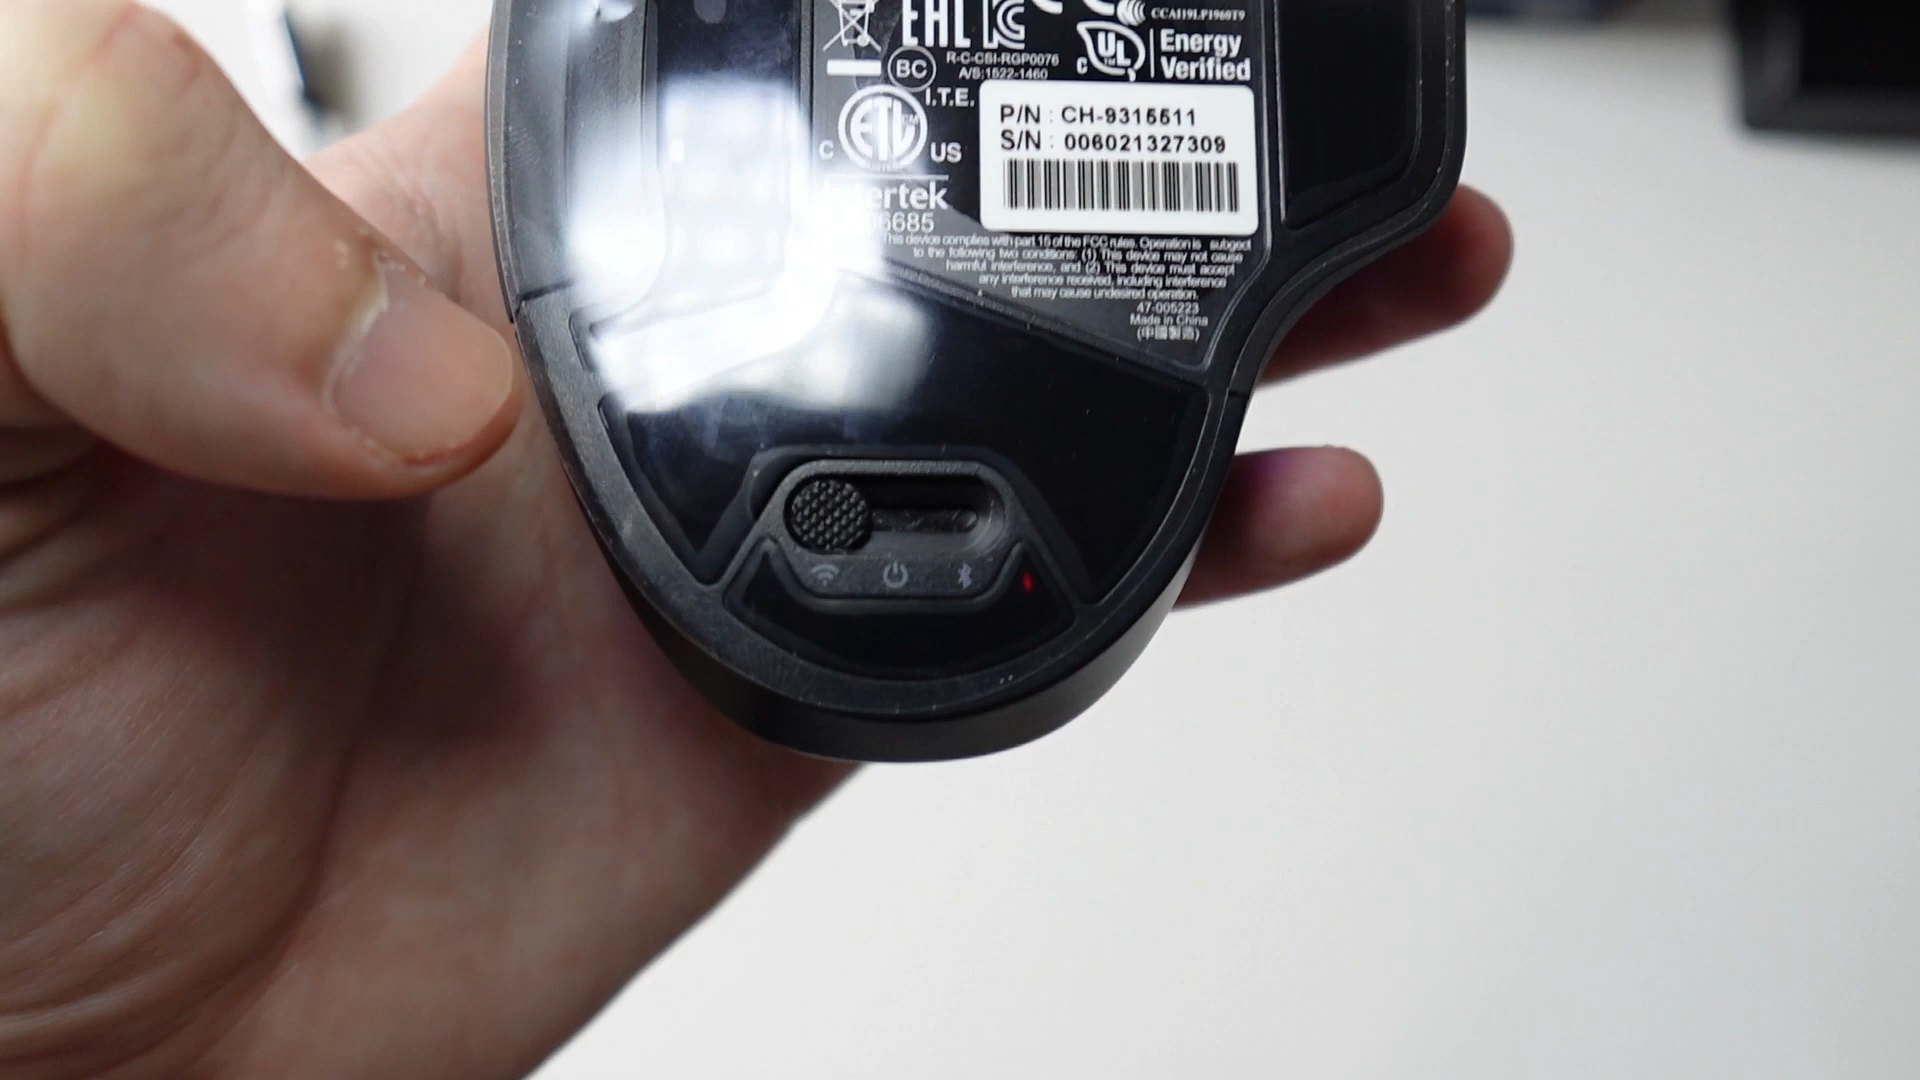 EAC
CCAI19LP1960T9
UL
Energy
Verified
BC
R-C-CSI-RGP0076
A/S:1522-1460
I.T.E.
ETL
CM
C
US
P/N : CH-9315511
S/N : 006021327309
This device complies with part 15 of the FCC rules. Operation is subject
to the following two conditions: (1) This device may not cause
harmful interference, and (2) This device must accept
any interference received, including interference
that may cause undesired operation.
47-005223
Made in China
(中國製造)